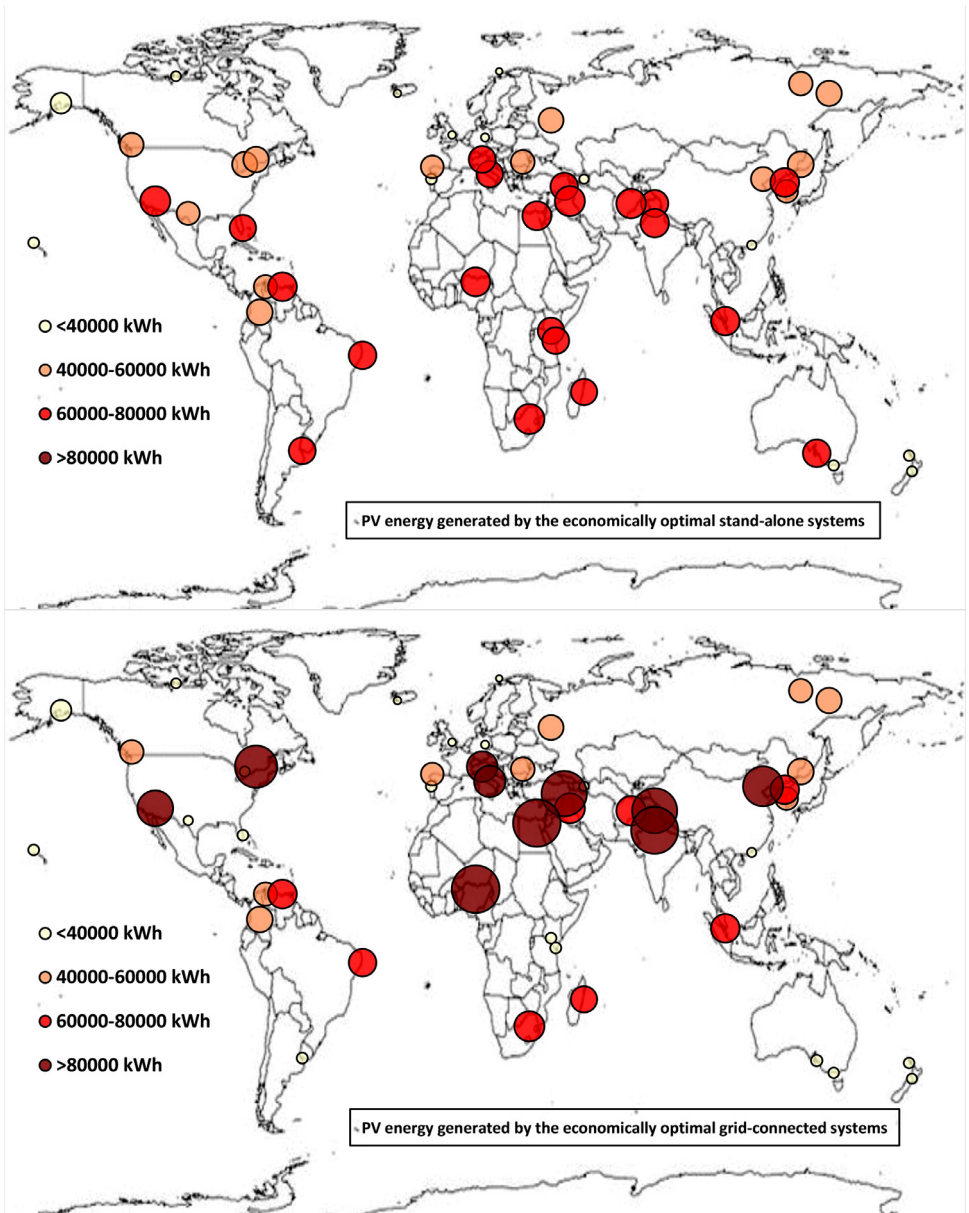 <40000 kWh
40000-60000 kWh
60000-80000 kWh
>80000 kWh
PV energy generated by the economically optimal stand-alone systems
<40000 kWh
40000-60000 kWh
60000-80000 kWh
>80000 kWh
PV energy generated by the economically optimal grid-connected systems